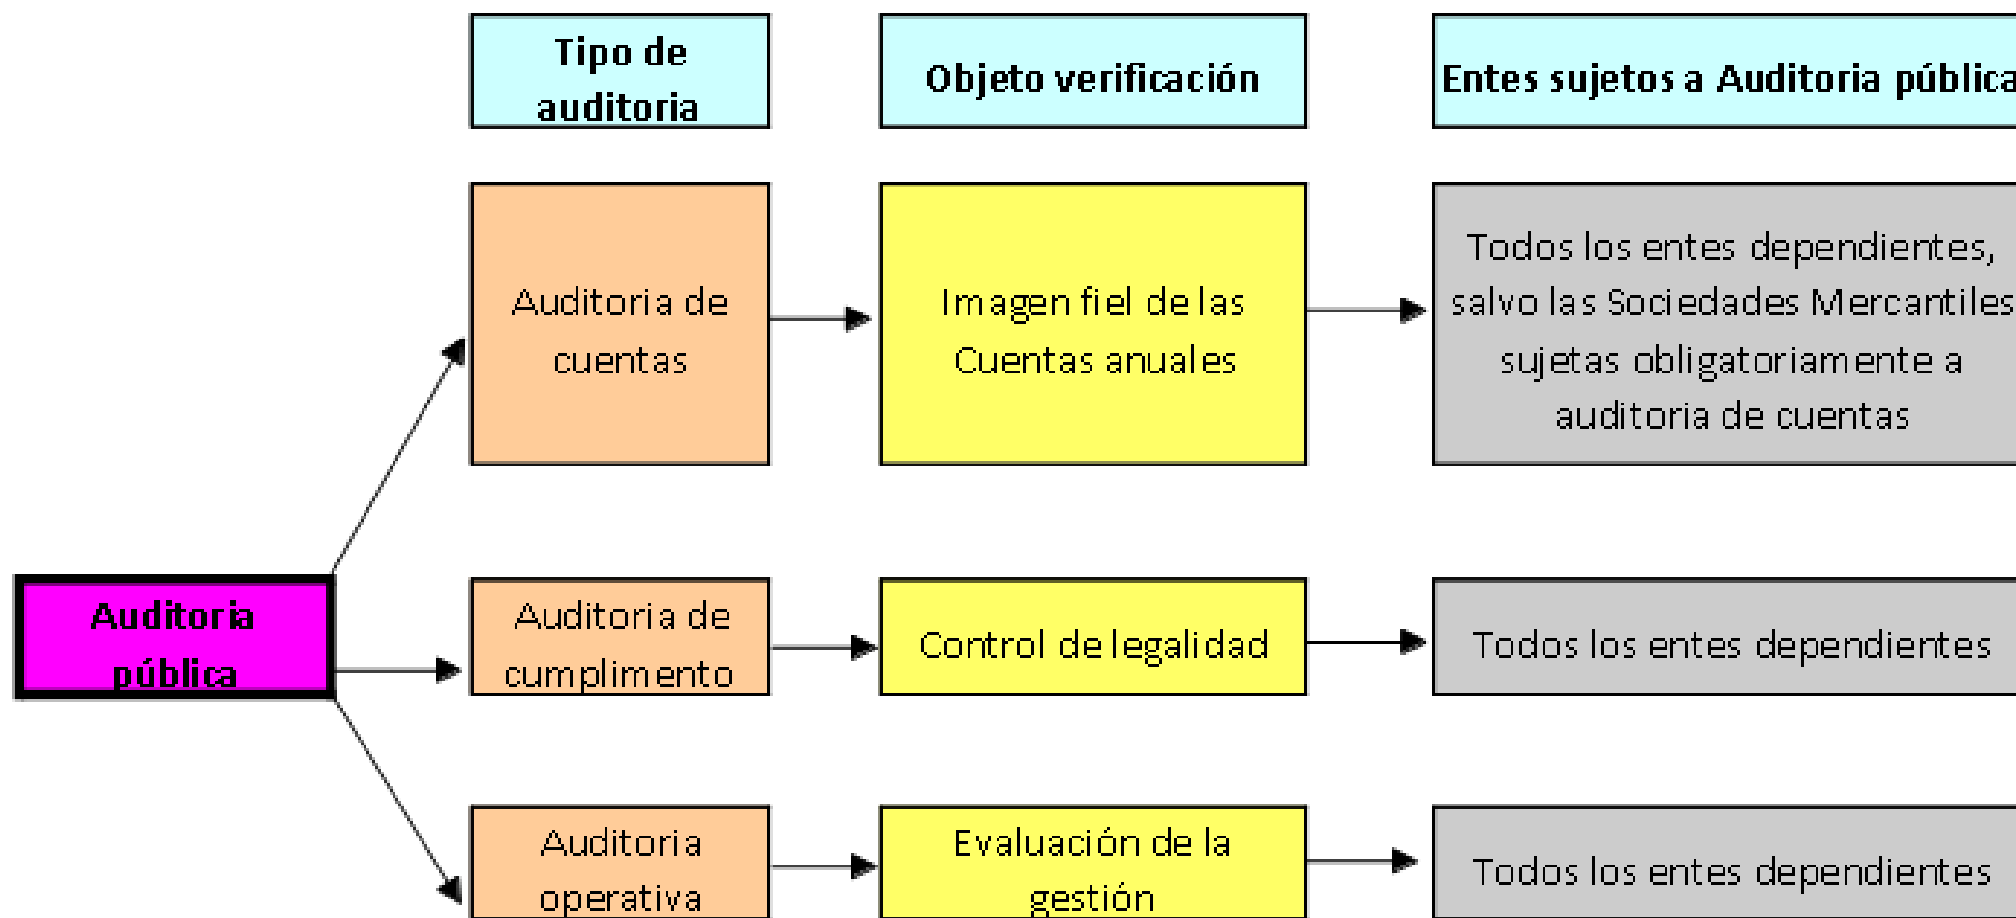 Tipo de
auditoria
Objeto verificación
Entes sujetos a Auditoria pública
Auditoria de
cuentas
Imagen fiel de las
Cuentas anuales
Todos los entes dependientes,
salvo las Sociedades Mercantiles
sujetas obligatoriamente a
auditoria de cuentas
Auditoria
pública
Auditoria de
cumplimento
Control de legalidad
Todos los entes dependientes
Auditoria
operativa
Evaluación de la
gestión
Todos los entes dependientes